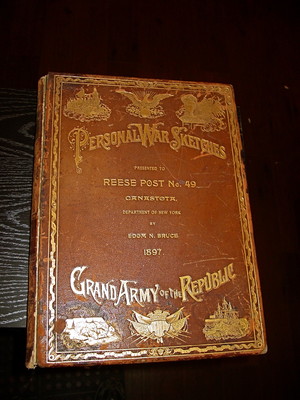 PERSONAL WAR SKETCHES
PRESENTED TO
REESE POST No. 49
CANASTOTA,
DEPARTMENT OF NEW YORK
BY
EDGAR N. BRUCE.
1897.
GRAND ARMY OF THE REPUBLIC